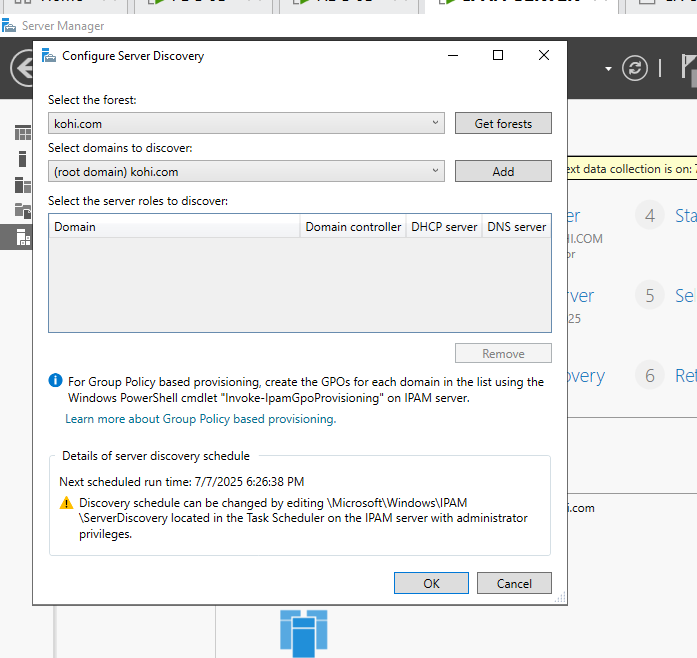 Server Manager
Configure Server Discovery
Select the forest:
kohi.com
Get forests
Select domains to discover:
(root domain) kohi.com
Add
Select the server roles to discover:
Domain
Domain controller
DHCP server
DNS server
Remove
For Group Policy based provisioning, create the GPOs for each domain in the list using the
Windows PowerShell cmdlet "Invoke-IpamGpoProvisioning" on IPAM server.
Learn more about Group Policy based provisioning.
Details of server discovery schedule
Next scheduled run time: 7/7/2025 6:26:38 PM
Discovery schedule can be changed by editing \Microsoft\Windows\IPAM
\ServerDiscovery located in the Task Scheduler on the IPAM server with administrator
privileges.
OK
Cancel
ext data collection is on: 7
er
4
Sta
HI.COM
or
rver
5
Se
25
overy
6
Ret
i.com